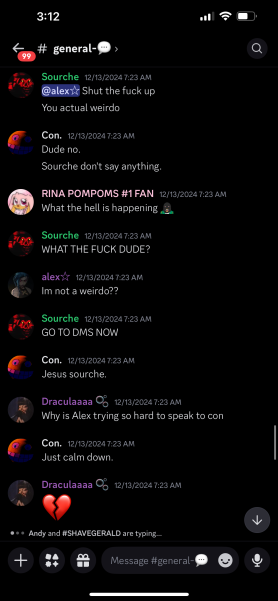 3:12
99
# general-💬 ›
Sourche 12/13/2024 7:23 AM
@alex☆ Shut the fuck up
You actual weirdo
Con. 12/13/2024 7:23 AM
Dude no.
Sourche don't say anything.
RINA POMPOMS #1 FAN 12/13/2024 7:23 AM
What the hell is happening
Sourche 12/13/2024 7:23 AM
WHAT THE FUCK DUDE?
alex☆ 12/13/2024 7:23 AM
Im not a weirdo??
Sourche 12/13/2024 7:23 AM
GO TO DMS NOW
Con. 12/13/2024 7:23 AM
Jesus sourche.
Draculaaaa 12/13/2024 7:23 AM
Why is Alex trying so hard to speak to con
Con. 12/13/2024 7:23 AM
Just calm down.
Draculaaaa 12/13/2024 7:23 AM
💔
Andy and #SHAVEGERALD are typing...
Message #general-💬